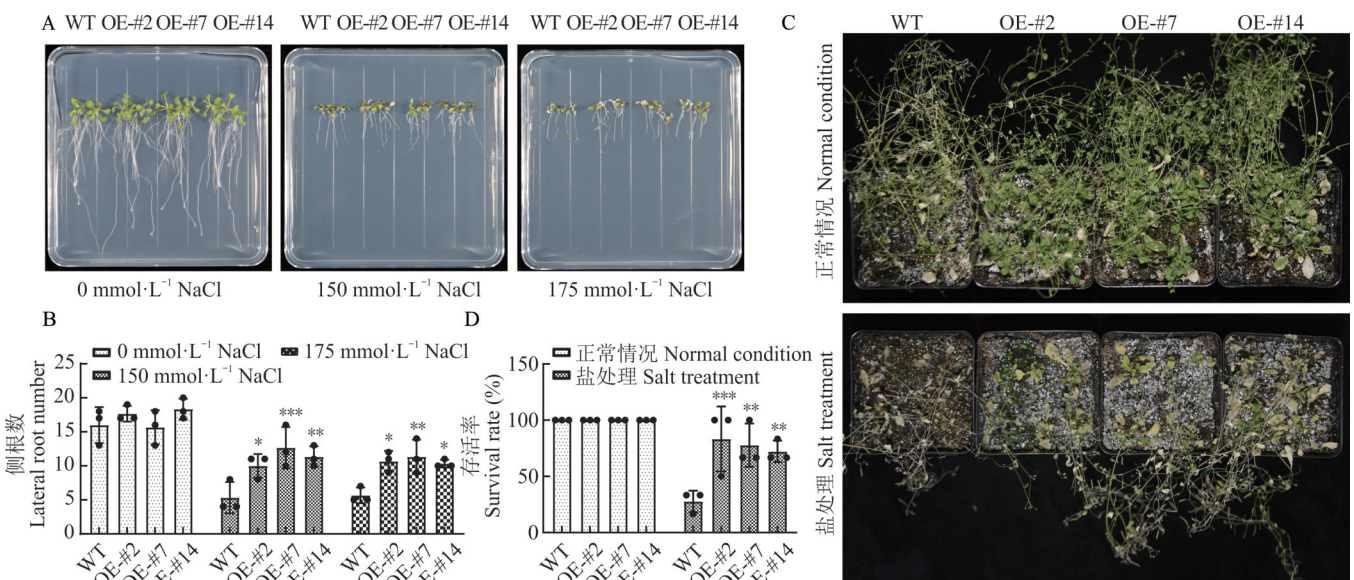 A WT OE-#2 OE-#7 OE-#14 WT OE-#2 OE-#7 OE-#14 WT OE-#2 OE-#7 OE-#14
0 mmol·L⁻¹ NaCl
150 mmol·L⁻¹ NaCl
175 mmol·L⁻¹ NaCl
B
0 mmol·L⁻¹ NaCl
175 mmol·L⁻¹ NaCl
150 mmol·L⁻¹ NaCl
侧根数
Lateral root number
25
20
15
10
5
0
* *** **
* ** *
WT OE-#2 OE-#7 OE-#14 WT OE-#2 OE-#7 OE-#14 WT OE-#2 OE-#7 OE-#14
D
正常情况 Normal condition
盐处理 Salt treatment
存活率
Survival rate (%)
150
100
50
0
*** ** **
WT OE-#2 OE-#7 OE-#14 WT OE-#2 OE-#7 OE-#14
C WT OE-#2 OE-#7 OE-#14
正常情况 Normal condition
盐处理 Salt treatment